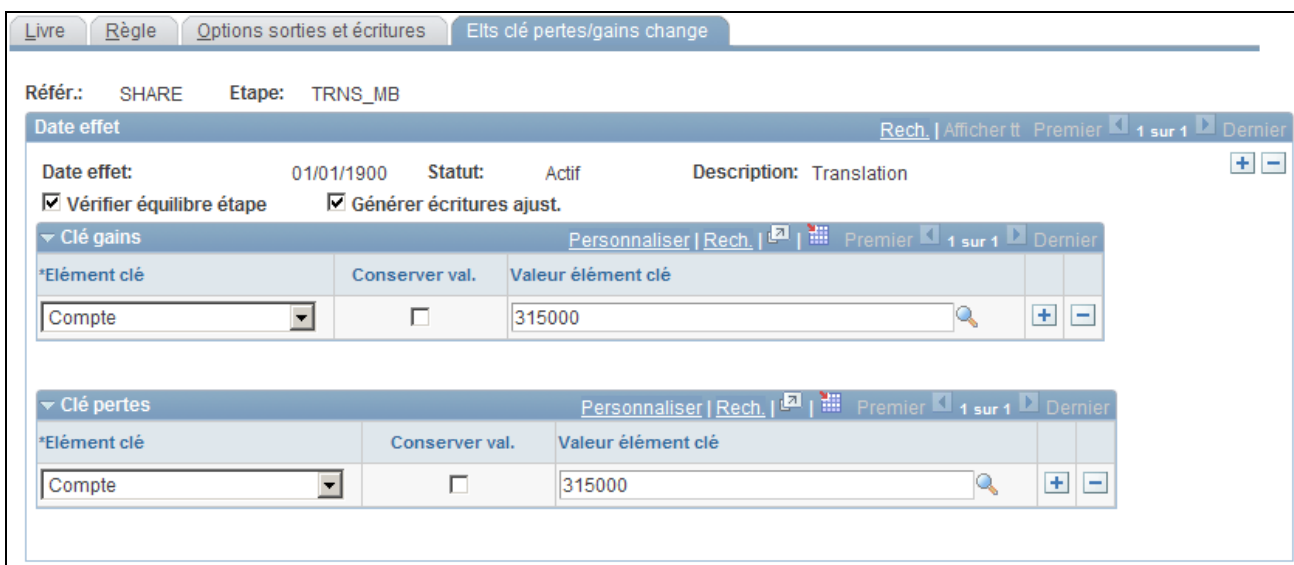 Livre Règle Options sorties et écritures Elts clé pertes/gains change
Référ.: SHARE Etape: TRNS_MB
Date effet Rech. | Afficher tt Premier 1 sur 1 Dernier
Date effet: 01/01/1900 Statut: Actif Description: Translation
Vérifier équilibre étape Générer écritures ajust.
Clé gains Personnaliser | Rech. | | Premier 1 sur 1 Dernier
*Elément clé Conserver val. Valeur élément clé
Compte 315000
Clé pertes Personnaliser | Rech. | | Premier 1 sur 1 Dernier
*Elément clé Conserver val. Valeur élément clé
Compte 315000